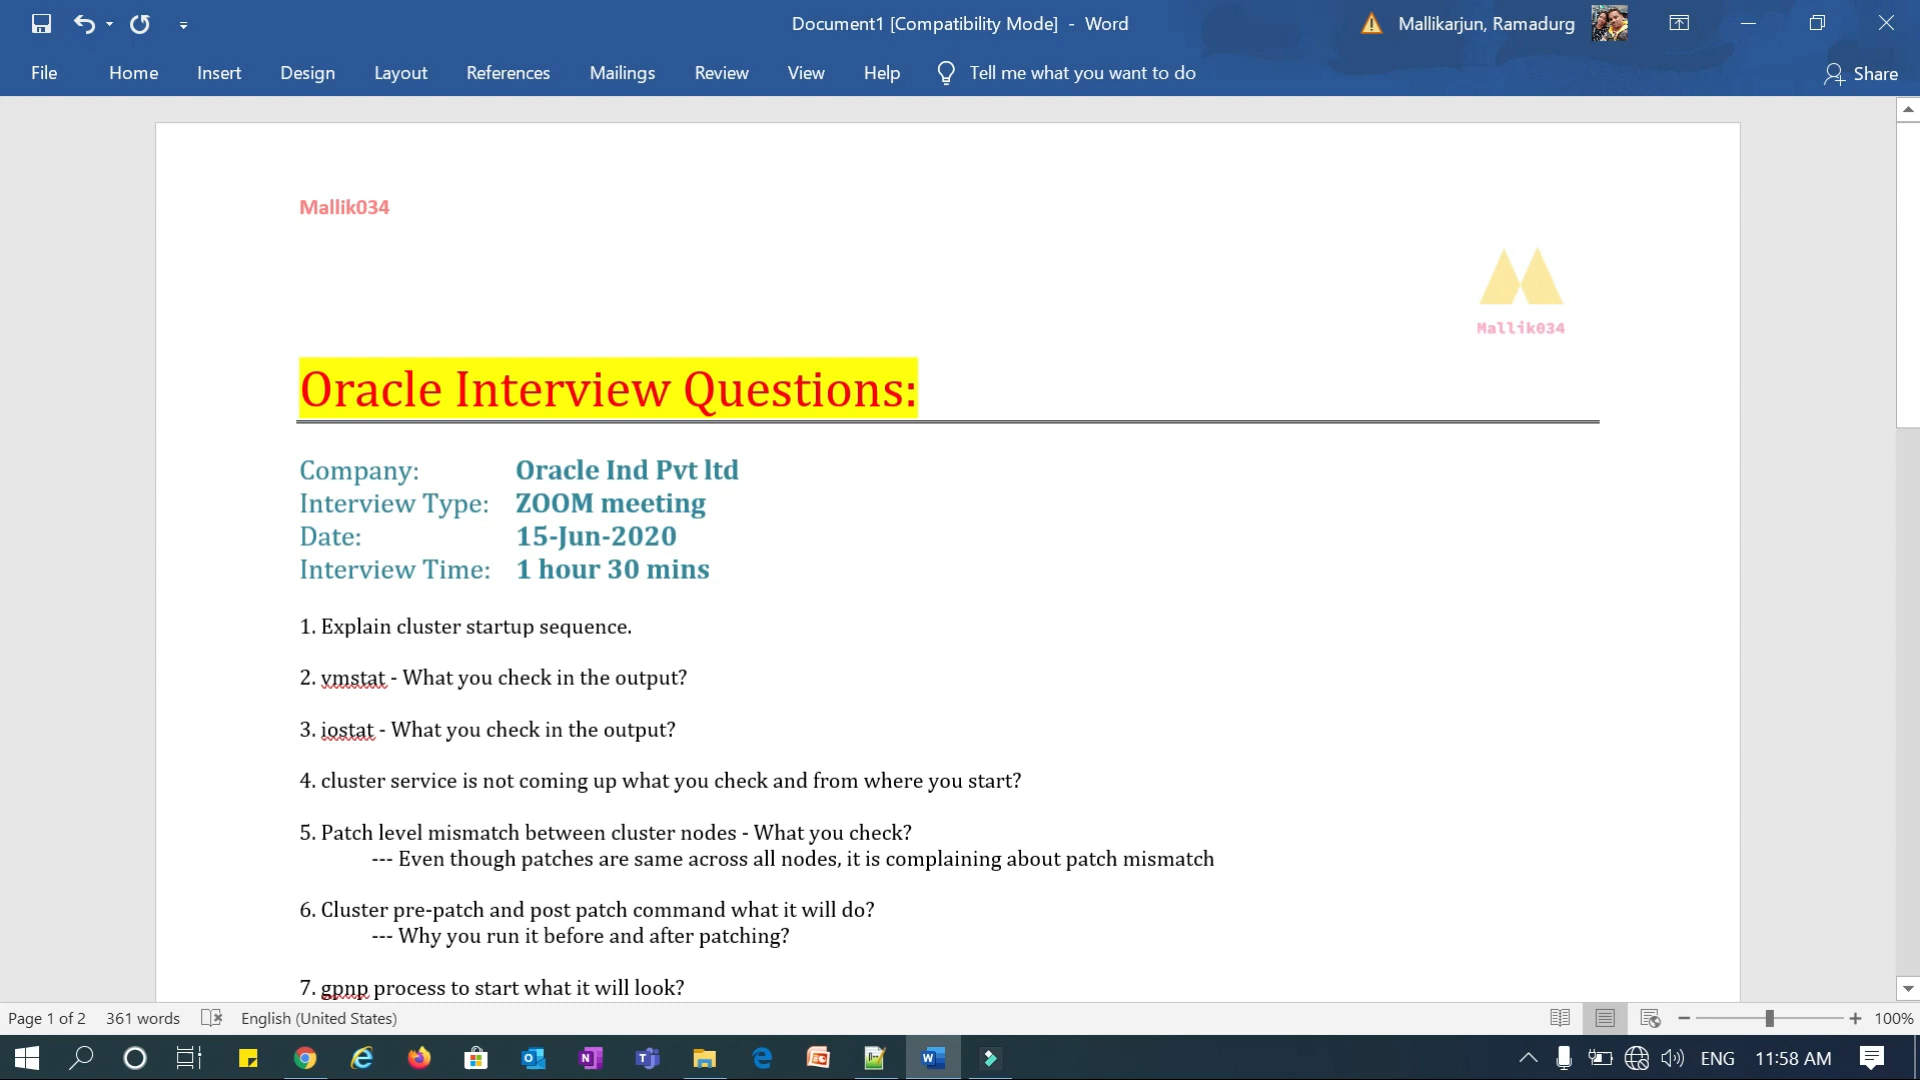 Document1 [Compatibility Mode] - Word
Mallikarjun, Ramadurg
File Home Insert Design Layout References Mailings Review View Help Tell me what you want to do Share
Mallik034
Mallik034
Oracle Interview Questions:
Company: Oracle Ind Pvt ltd
Interview Type: ZOOM meeting
Date: 15-Jun-2020
Interview Time: 1 hour 30 mins
1. Explain cluster startup sequence.
2. vmstat - What you check in the output?
3. iostat - What you check in the output?
4. cluster service is not coming up what you check and from where you start?
5. Patch level mismatch between cluster nodes - What you check?
--- Even though patches are same across all nodes, it is complaining about patch mismatch
6. Cluster pre-patch and post patch command what it will do?
--- Why you run it before and after patching?
7. gpnp process to start what it will look?
Page 1 of 2 361 words English (United States) 100%
ENG 11:58 AM